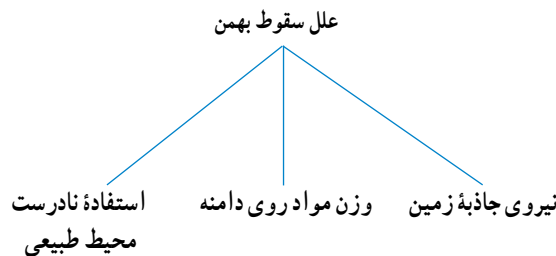 علل سقوط بهمن
نیروی جاذبهٔ زمین
وزن مواد روی دامنه
استفادهٔ نادرست
محیط طبیعی